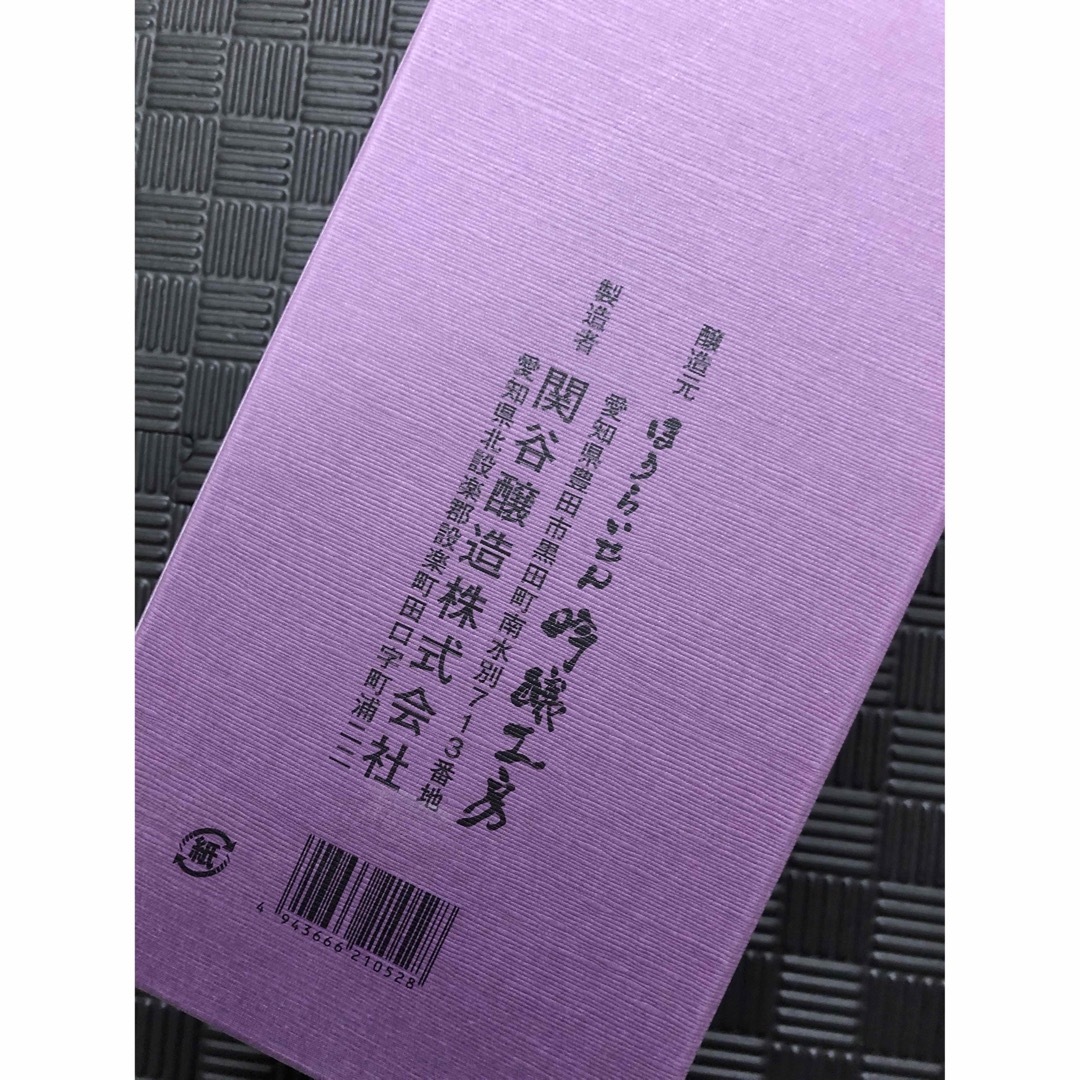 醸造元 ほうらいせん吟醸工房
愛知県豊田市黒田町南水別713番地
製造者 関谷醸造株式会社
愛知県北設楽郡設楽町田口字町浦二二
紙
4 943666 210528